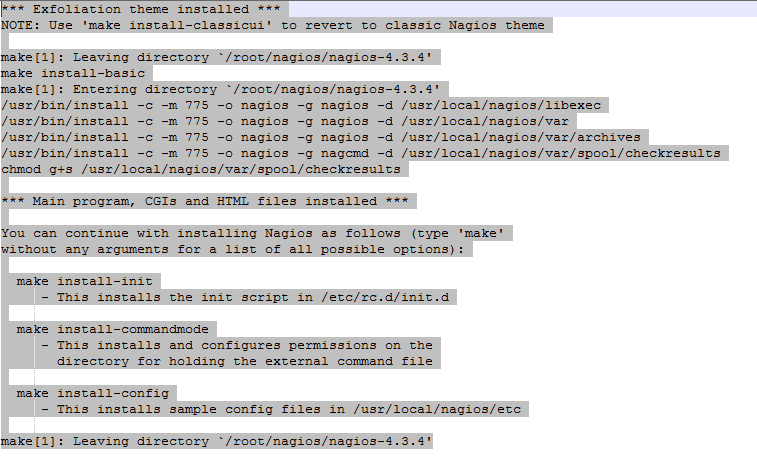 *** Exfoliation theme installed ***
NOTE: Use 'make install-classicui' to revert to classic Nagios theme
make[1]: Leaving directory `/root/nagios/nagios-4.3.4'
make install-basic
make[1]: Entering directory `/root/nagios/nagios-4.3.4'
/usr/bin/install -c -m 775 -o nagios -g nagios -d /usr/local/nagios/libexec
/usr/bin/install -c -m 775 -o nagios -g nagios -d /usr/local/nagios/var
/usr/bin/install -c -m 775 -o nagios -g nagios -d /usr/local/nagios/var/archives
/usr/bin/install -c -m 775 -o nagios -g nagcmd -d /usr/local/nagios/var/spool/checkresults
chmod g+s /usr/local/nagios/var/spool/checkresults
*** Main program, CGIs and HTML files installed ***
You can continue with installing Nagios as follows (type 'make'
without any arguments for a list of all possible options):
make install-init
- This installs the init script in /etc/rc.d/init.d
make install-commandmode
- This installs and configures permissions on the
directory for holding the external command file
make install-config
- This installs sample config files in /usr/local/nagios/etc
make[1]: Leaving directory `/root/nagios/nagios-4.3.4'